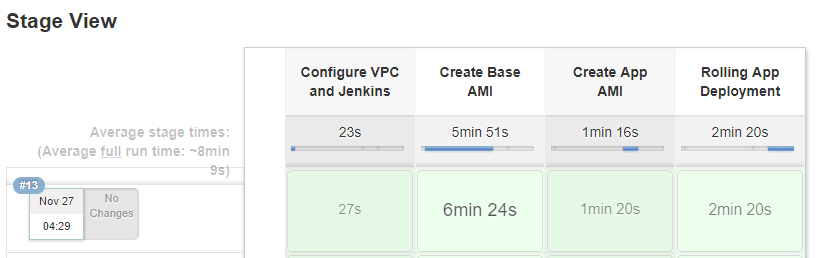 Stage View
Configure VPC
and Jenkins
Create Base
AMI
Create App
AMI
Rolling App
Deployment
Average stage times:
(Average full run time: ~8min
9s)
23s
5min 51s
1min 16s
2min 20s
#13
Nov 27
04:29
No
Changes
27s
6min 24s
1min 20s
2min 20s